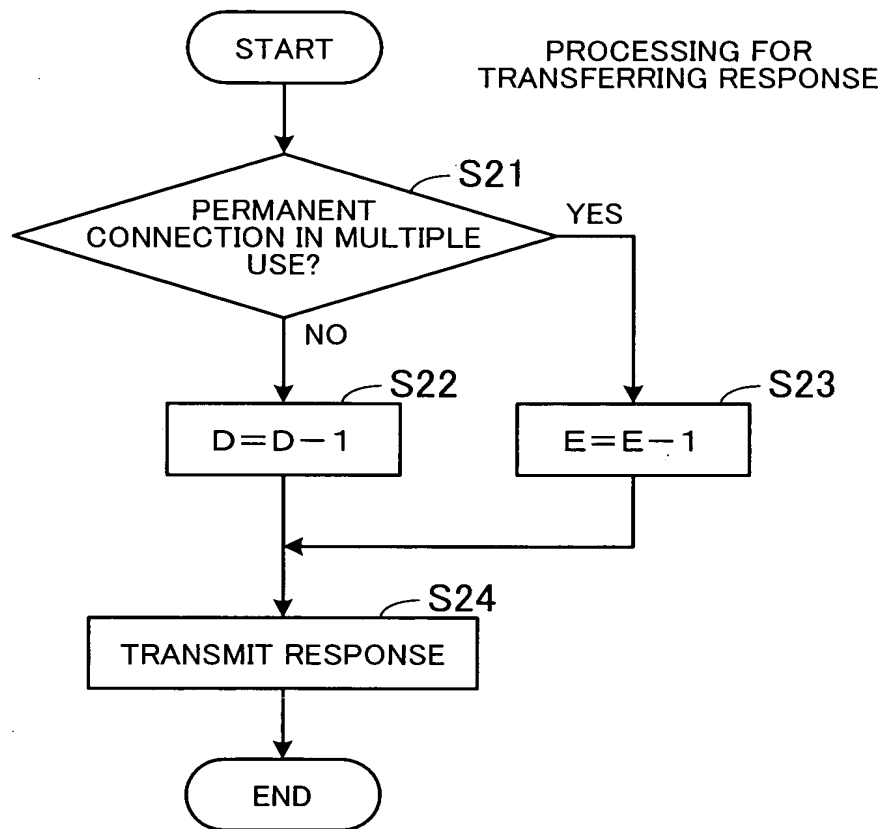 START
PROCESSING FOR
TRANSFERRING RESPONSE
S21
PERMANENT
CONNECTION IN MULTIPLE
USE?
YES
NO
S22
D=D-1
S23
E=E-1
S24
TRANSMIT RESPONSE
END